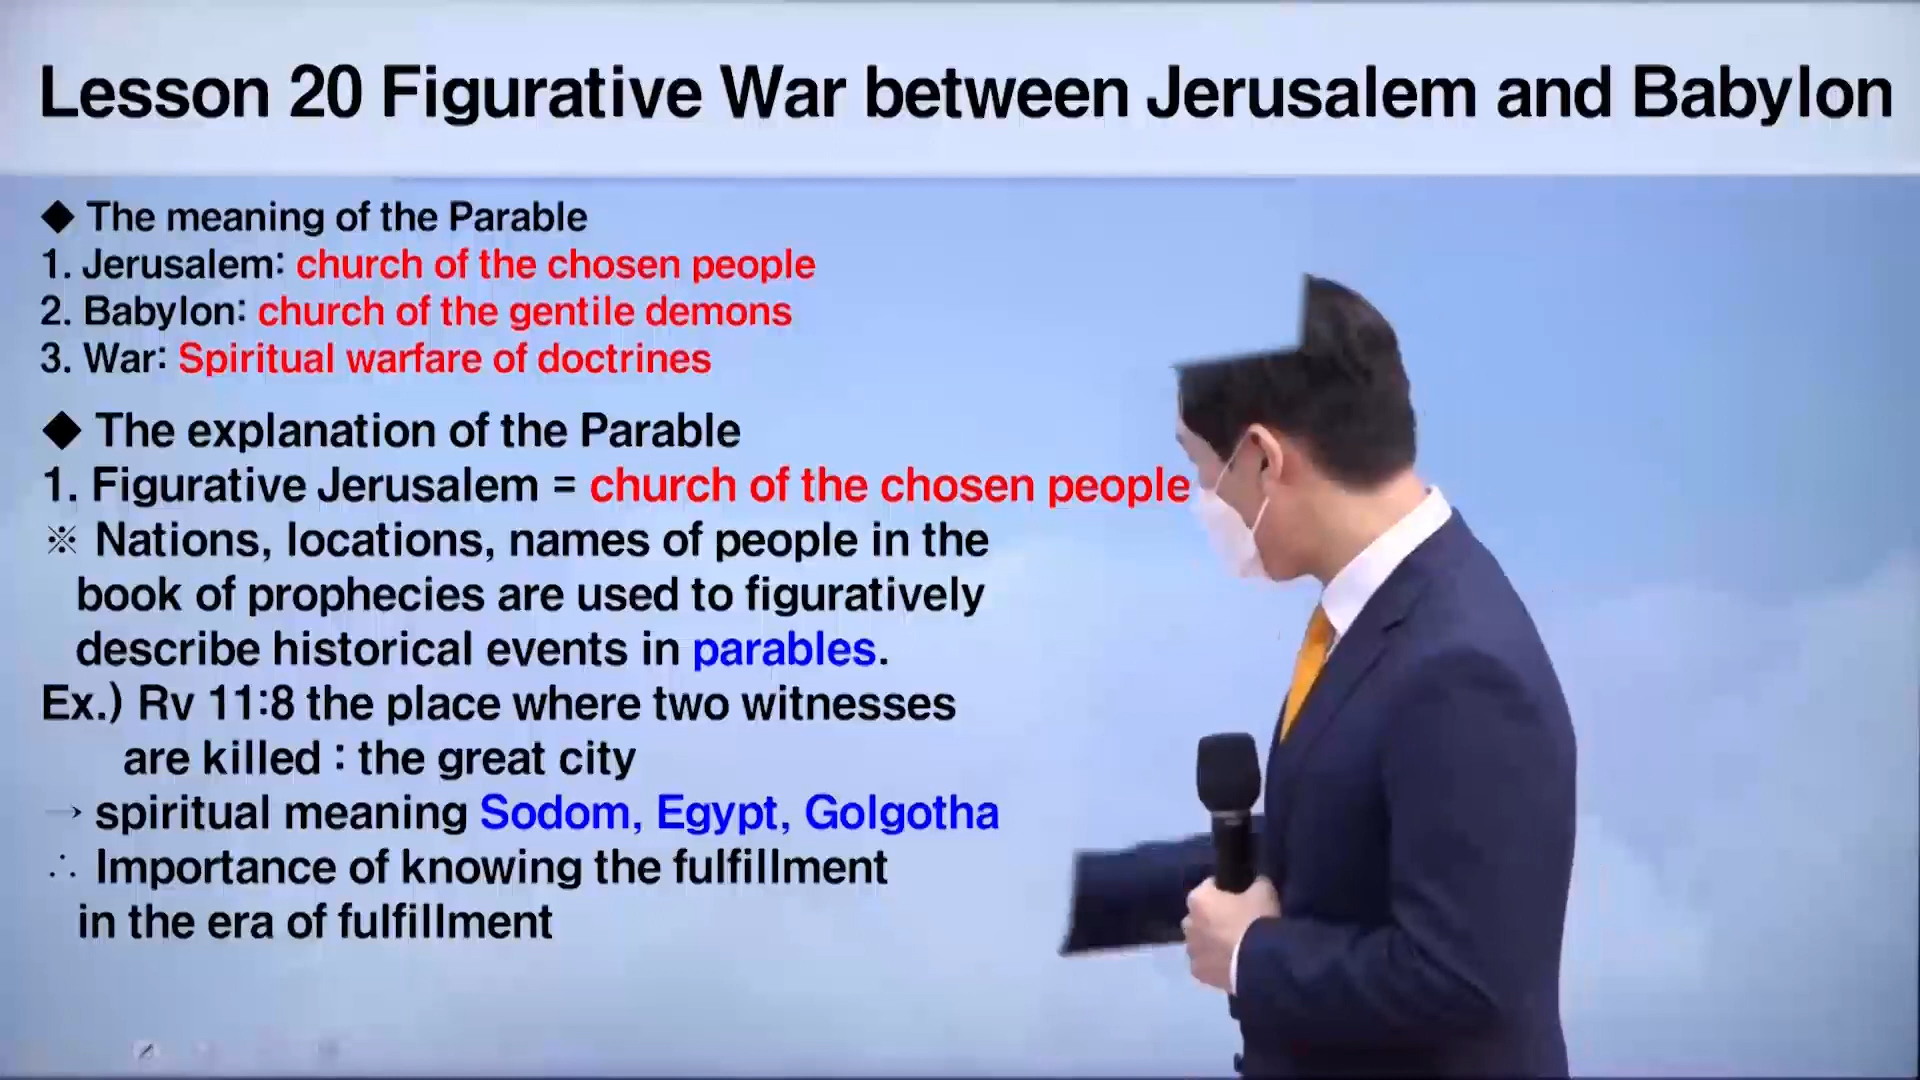 Lesson 20 Figurative War between Jerusalem and Babylon
◆ The meaning of the Parable
1. Jerusalem: church of the chosen people
2. Babylon: church of the gentile demons
3. War: Spiritual warfare of doctrines
◆ The explanation of the Parable
1. Figurative Jerusalem = church of the chosen people
※ Nations, locations, names of people in the
book of prophecies are used to figuratively
describe historical events in parables.
Ex.) Rv 11:8 the place where two witnesses
are killed : the great city
→ spiritual meaning Sodom, Egypt, Golgotha
∴ Importance of knowing the fulfillment
in the era of fulfillment